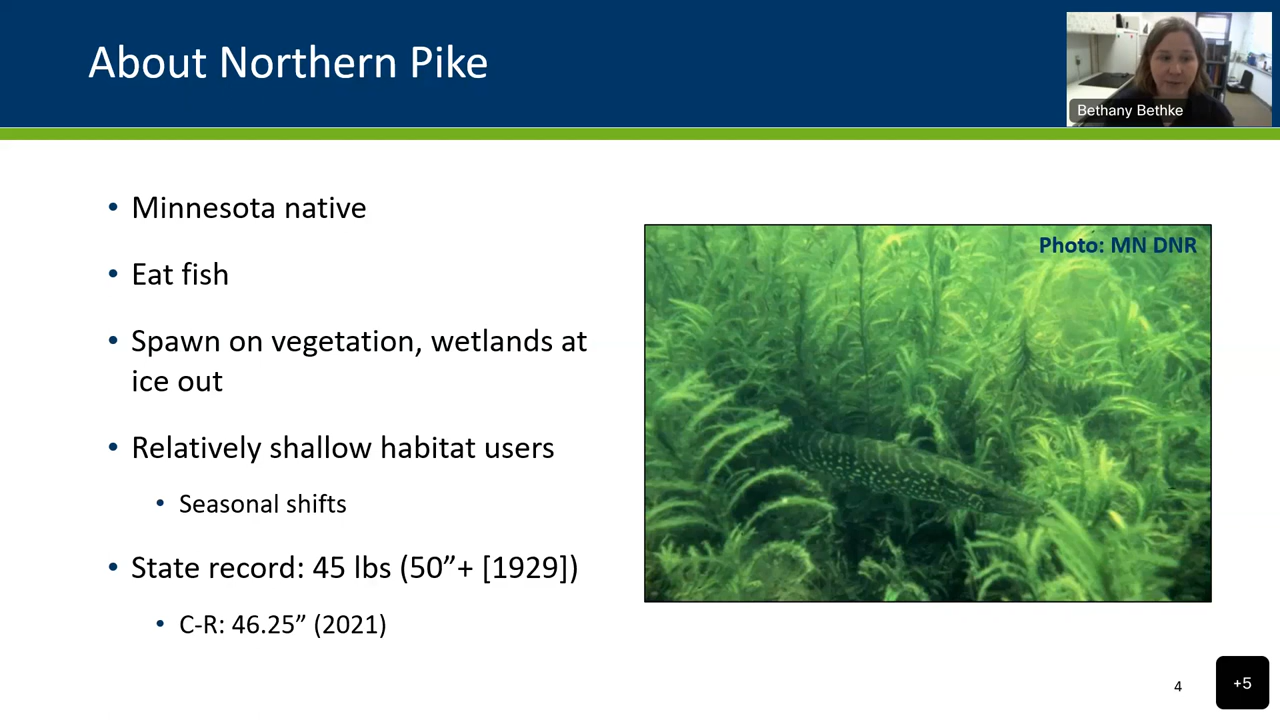 About Northern Pike
Bethany Bethke
• Minnesota native
• Eat fish
• Spawn on vegetation, wetlands at
ice out
• Relatively shallow habitat users
• Seasonal shifts
• State record: 45 lbs (50”+ [1929])
• C-R: 46.25” (2021)
Photo: MN DNR
4
+5